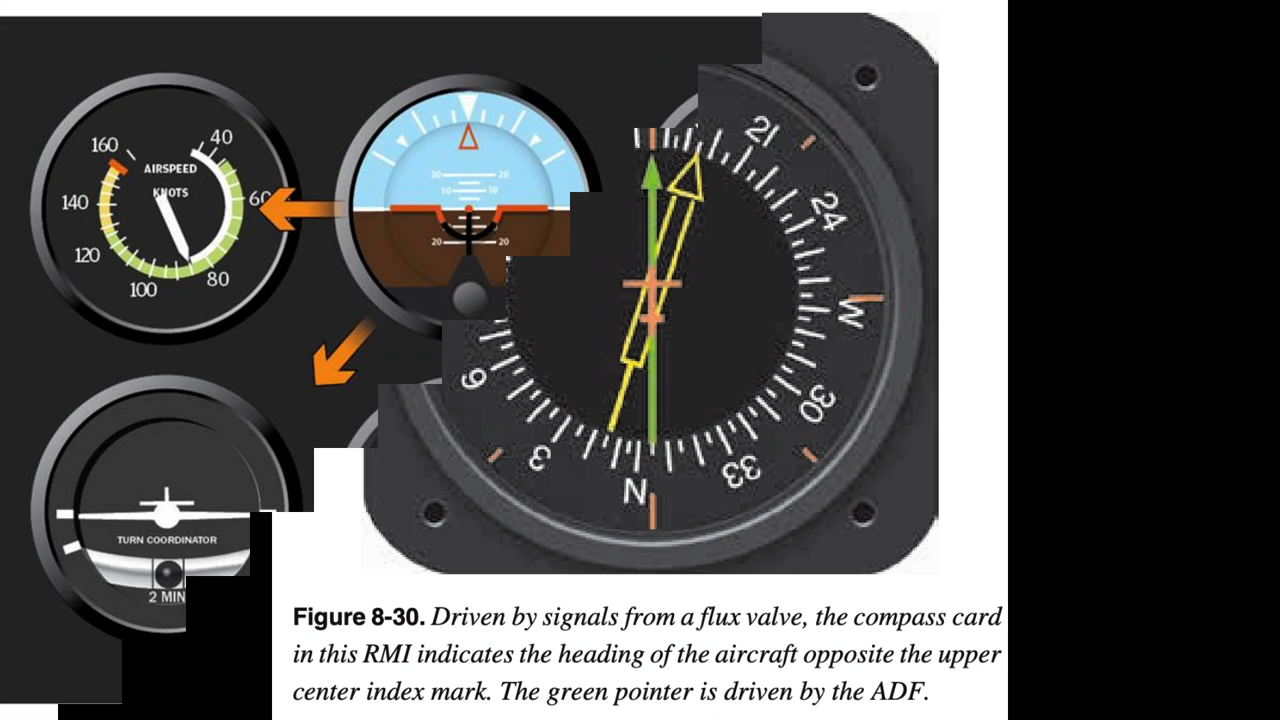 160
40
AIRSPEED
KNOTS
140
60
120
80
100
20 20
10 10
20 20
TURN COORDINATOR
2 MIN
21
24
W
30
33
N
3
6
Figure 8-30. Driven by signals from a flux valve, the compass card
in this RMI indicates the heading of the aircraft opposite the upper
center index mark. The green pointer is driven by the ADF.